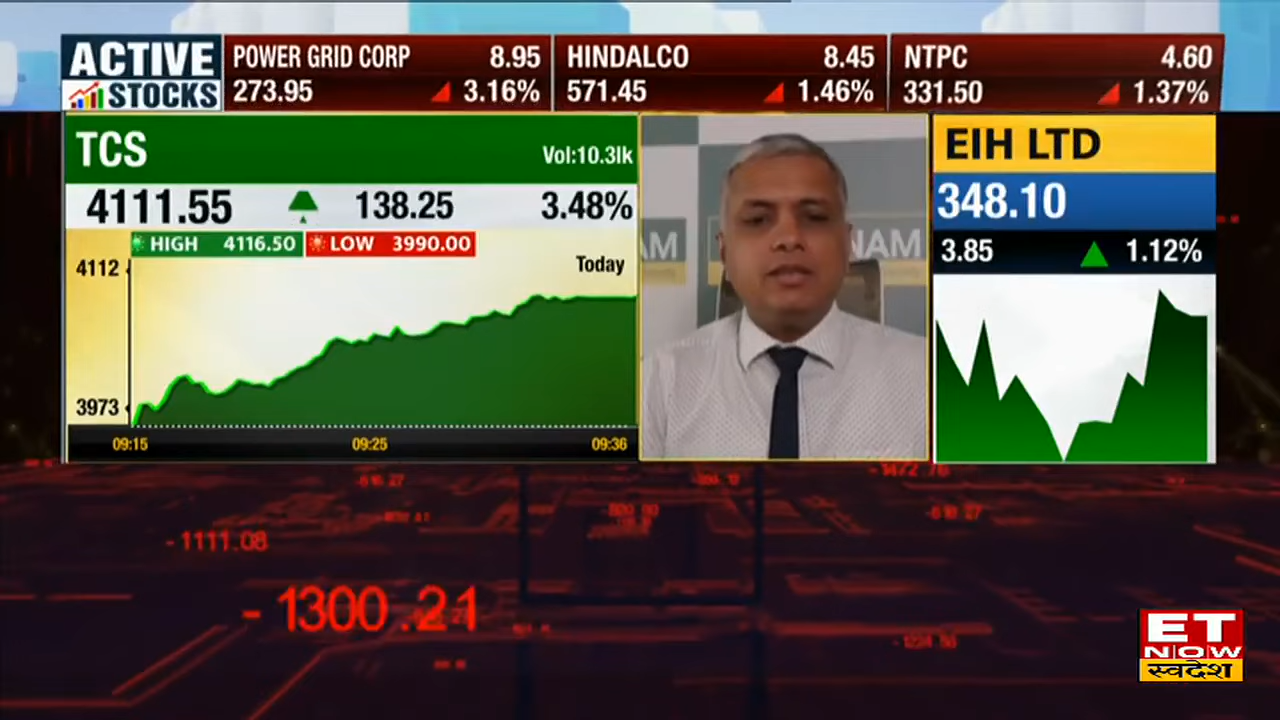 ACTIVE
STOCKS
POWER GRID CORP 8.95
273.95 3.16%
HINDALCO 8.45
571.45 1.46%
NTPC 4.60
331.50 1.37%
TCS
Vol:10.3lk
4111.55 138.25 3.48%
HIGH 4116.50 LOW 3990.00
Today
4112
3973
09:15 09:25 09:36
AM
NAM
EIH LTD
348.10
3.85 1.12%
-1111.08
-1300.21
ET
NOW
स्वदेश